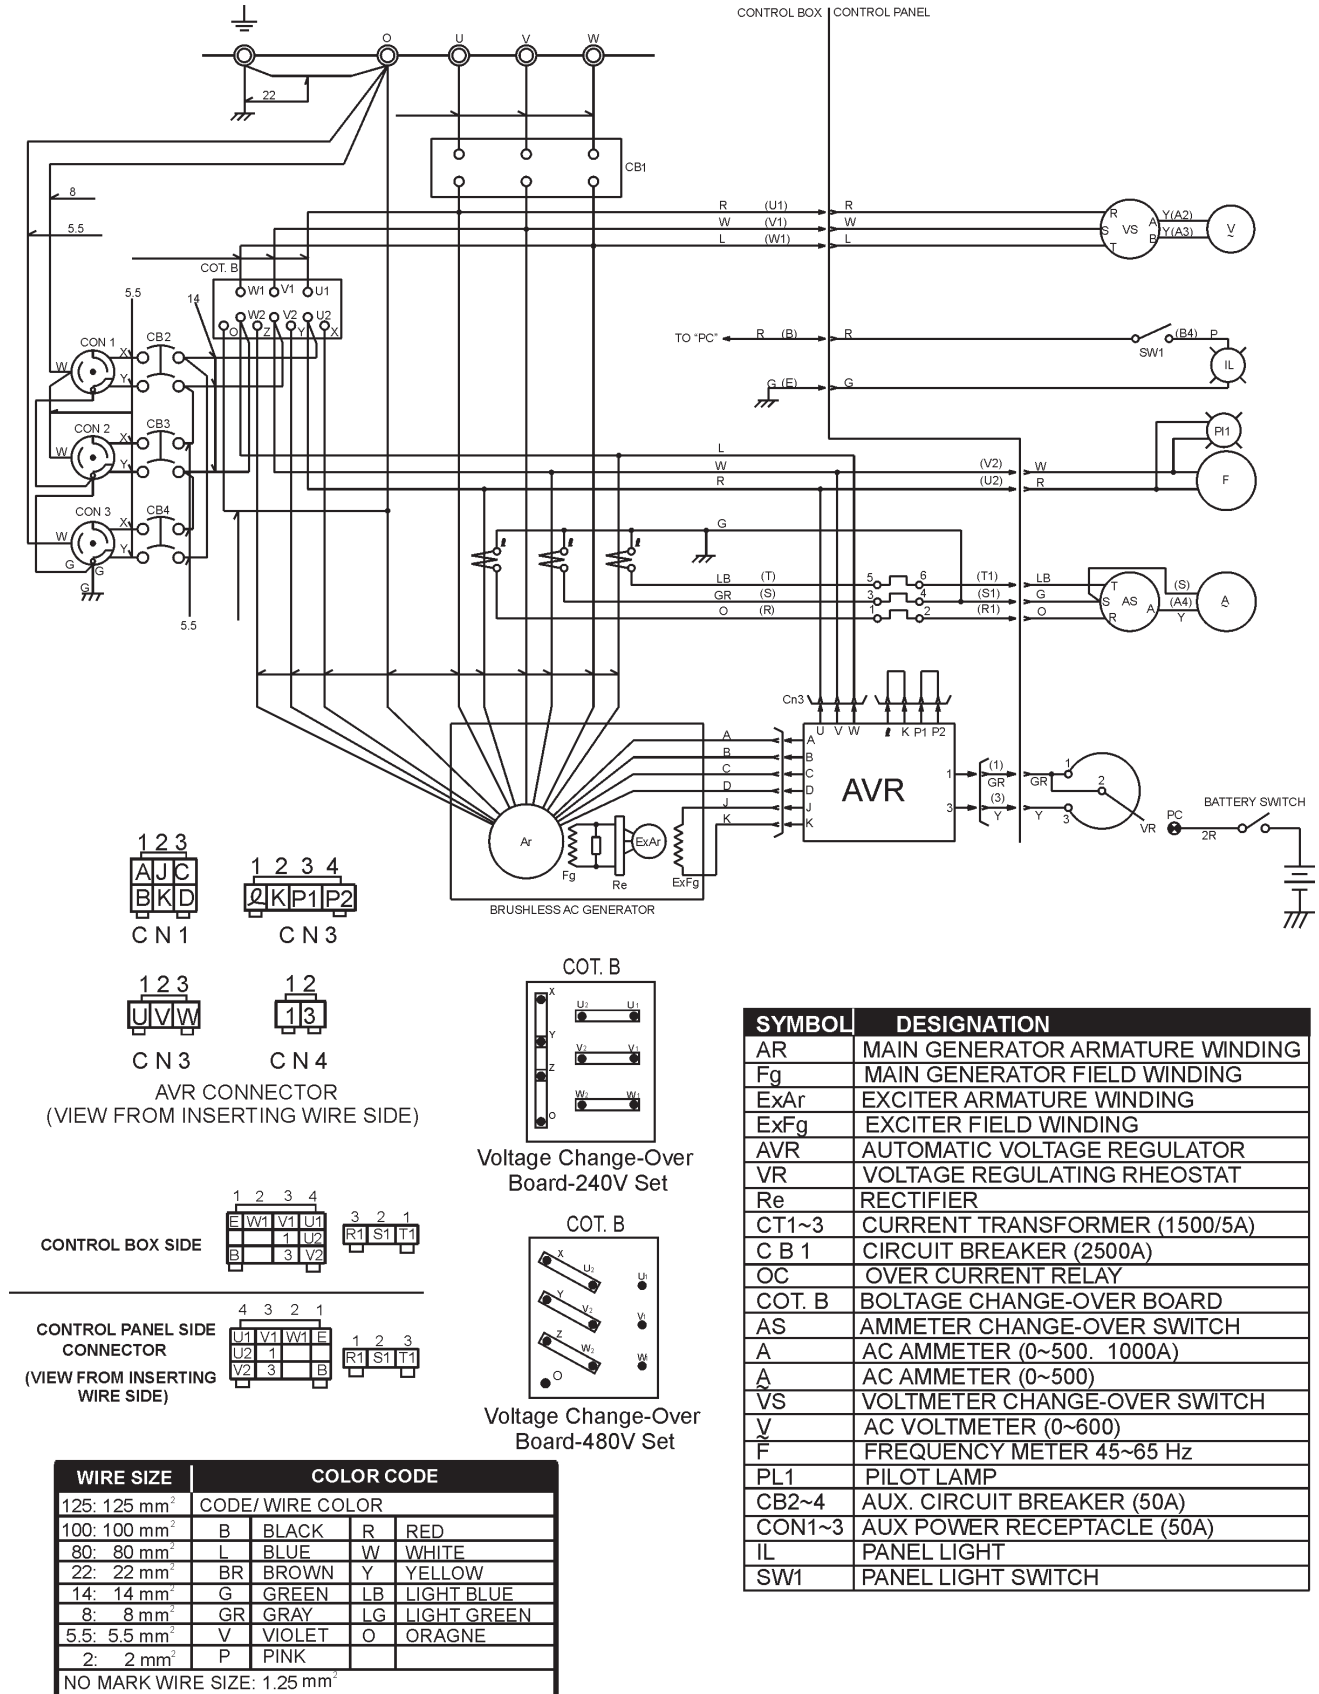 CONTROL BOX CONTROL PANEL
O U V W
22
CB1
8
5.5
R (U1) R
W (V1) W
L (W1) L
R S T VS A B
Y(A2)
Y(A3)
V
~
COT. B
W1 V1 U1
W2 V2 U2
O Z Y X
5.5
14
CON 1 X Y W CB2
CON 2 X Y W CB3
CON 3 X Y W CB4
G G
G
5.5
TO "PC" R (B) R
SW1 (B4) P
IL
G (E) G
L
W (V2) W
R (U2) R
PI1
F
G
ℓ ℓ ℓ
LB (T) 5 6 (T1) LB
GR (S) 3 4 (S1) G
O (R) 1 2 (R1) O
T S R AS A
(S)
(A4)
Y
A
~
Cn3
U V W ℓ K P1 P2
A A
B B
C C
D D
J J
K K
AVR
1 (1) GR GR
3 (3) Y Y
1 2 3
VR
PC
2R
BATTERY SWITCH
Ar
Fg
Re
ExAr
ExFg
BRUSHLESS AC GENERATOR
1 2 3
A J C
B K D
C N 1
1 2 3 4
ℓ K P1 P2
C N 3
1 2 3
U V W
C N 3
1 2
1 3
C N 4
AVR CONNECTOR
(VIEW FROM INSERTING WIRE SIDE)
COT. B
X
Y
Z
O
U2 U1
V2 V1
W2 W1
Voltage Change-Over
Board-240V Set
COT. B
X U2 U1
Y V2 V1
Z W2 W1
O
Voltage Change-Over
Board-480V Set
CONTROL BOX SIDE
1 2 3 4
E W1 V1 U1
1 U2
B 3 V2
3 2 1
R1 S1 T1
CONTROL PANEL SIDE
CONNECTOR
(VIEW FROM INSERTING
WIRE SIDE)
4 3 2 1
U1 V1 W1 E
U2 1
V2 3 B
1 2 3
R1 S1 T1
WIRE SIZE COLOR CODE
125: 125 mm² CODE/ WIRE COLOR
100: 100 mm² B BLACK R RED
80: 80 mm² L BLUE W WHITE
22: 22 mm² BR BROWN Y YELLOW
14: 14 mm² G GREEN LB LIGHT BLUE
8: 8 mm² GR GRAY LG LIGHT GREEN
5.5: 5.5 mm² V VIOLET O ORAGNE
2: 2 mm² P PINK
NO MARK WIRE SIZE: 1.25 mm²
SYMBOL DESIGNATION
AR MAIN GENERATOR ARMATURE WINDING
Fg MAIN GENERATOR FIELD WINDING
ExAr EXCITER ARMATURE WINDING
ExFg EXCITER FIELD WINDING
AVR AUTOMATIC VOLTAGE REGULATOR
VR VOLTAGE REGULATING RHEOSTAT
Re RECTIFIER
CT1~3 CURRENT TRANSFORMER (1500/5A)
C B 1 CIRCUIT BREAKER (2500A)
OC OVER CURRENT RELAY
COT. B BOLTAGE CHANGE-OVER BOARD
AS AMMETER CHANGE-OVER SWITCH
A AC AMMETER (0~500. 1000A)
A̰ AC AMMETER (0~500)
VS VOLTMETER CHANGE-OVER SWITCH
V̰ AC VOLTMETER (0~600)
F FREQUENCY METER 45~65 Hz
PL1 PILOT LAMP
CB2~4 AUX. CIRCUIT BREAKER (50A)
CON1~3 AUX POWER RECEPTACLE (50A)
IL PANEL LIGHT
SW1 PANEL LIGHT SWITCH